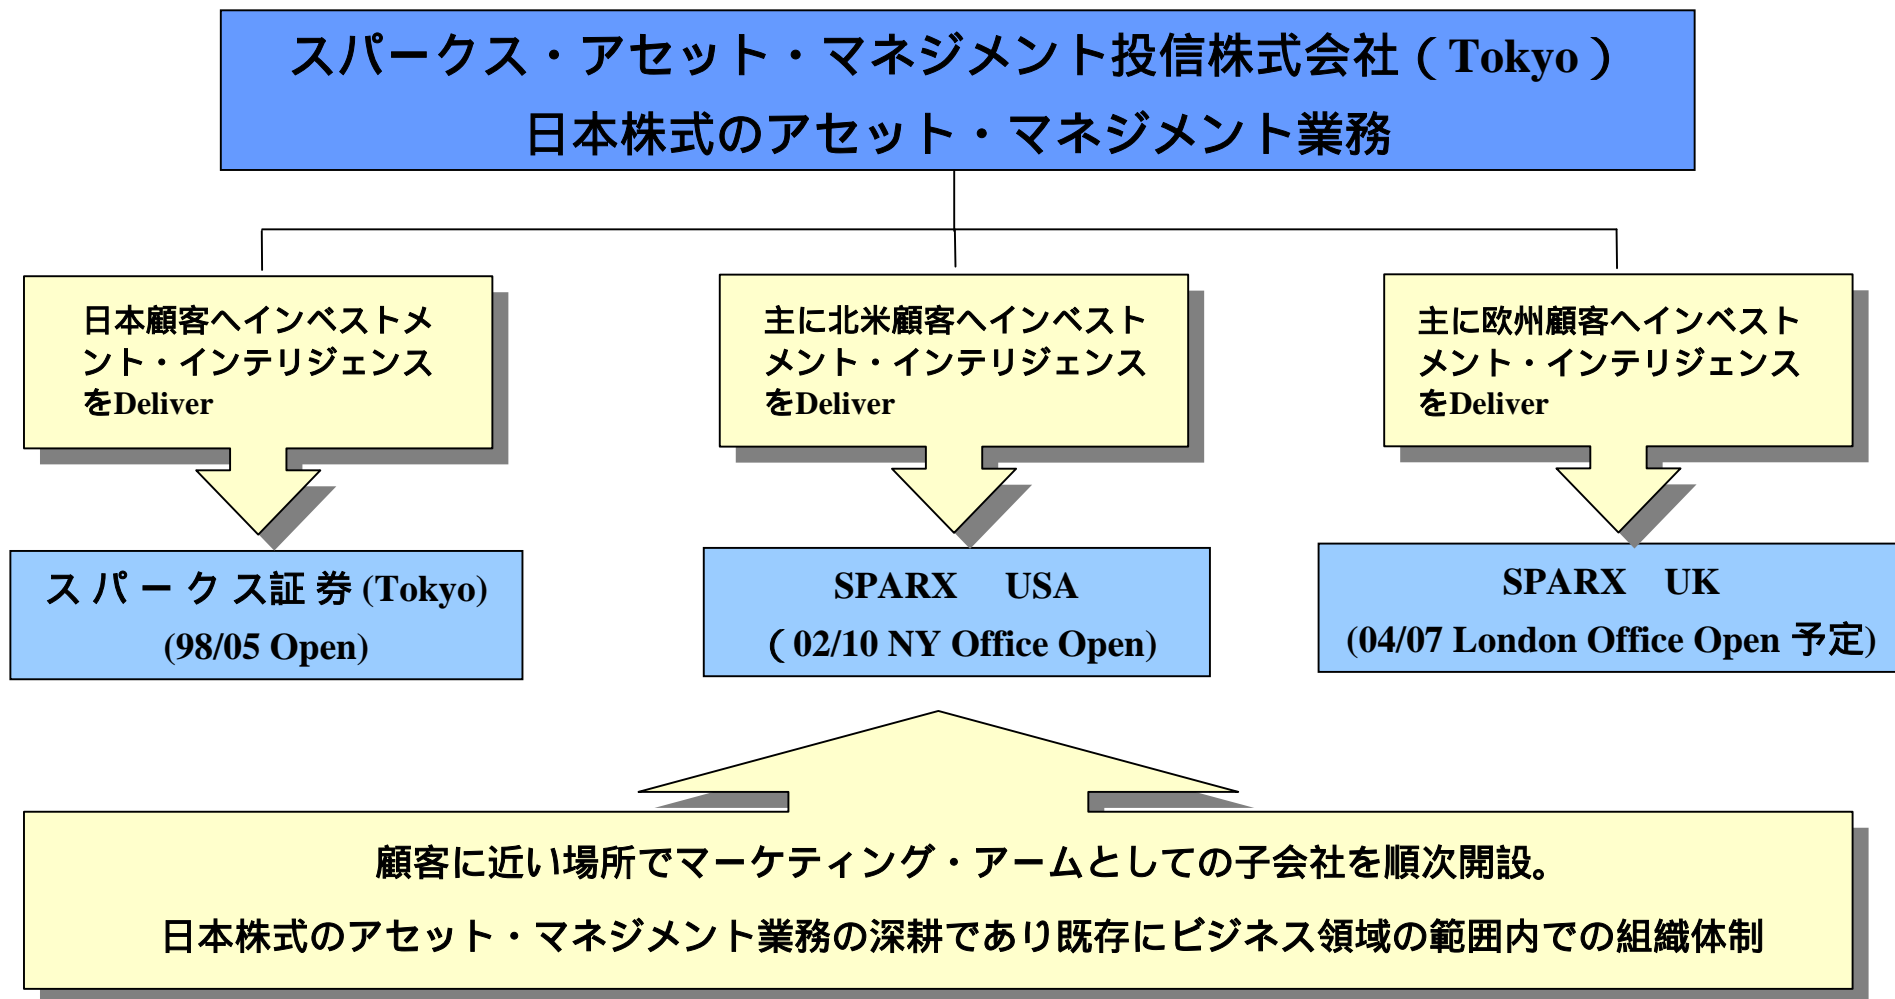 スパークス・アセット・マネジメント投信株式会社（Tokyo）
日本株式のアセット・マネジメント業務
日本顧客へインベストメ
ント・インテリジェンス
をDeliver
主に北米顧客へインベスト
メント・インテリジェンス
をDeliver
主に欧州顧客へインベスト
メント・インテリジェンス
をDeliver
スパークス証券 (Tokyo)
(98/05 Open)
SPARX　USA
（02/10 NY Office Open)
SPARX　UK
(04/07 London Office Open 予定)
顧客に近い場所でマーケティング・アームとしての子会社を順次開設。
日本株式のアセット・マネジメント業務の深耕であり既存にビジネス領域の範囲内での組織体制